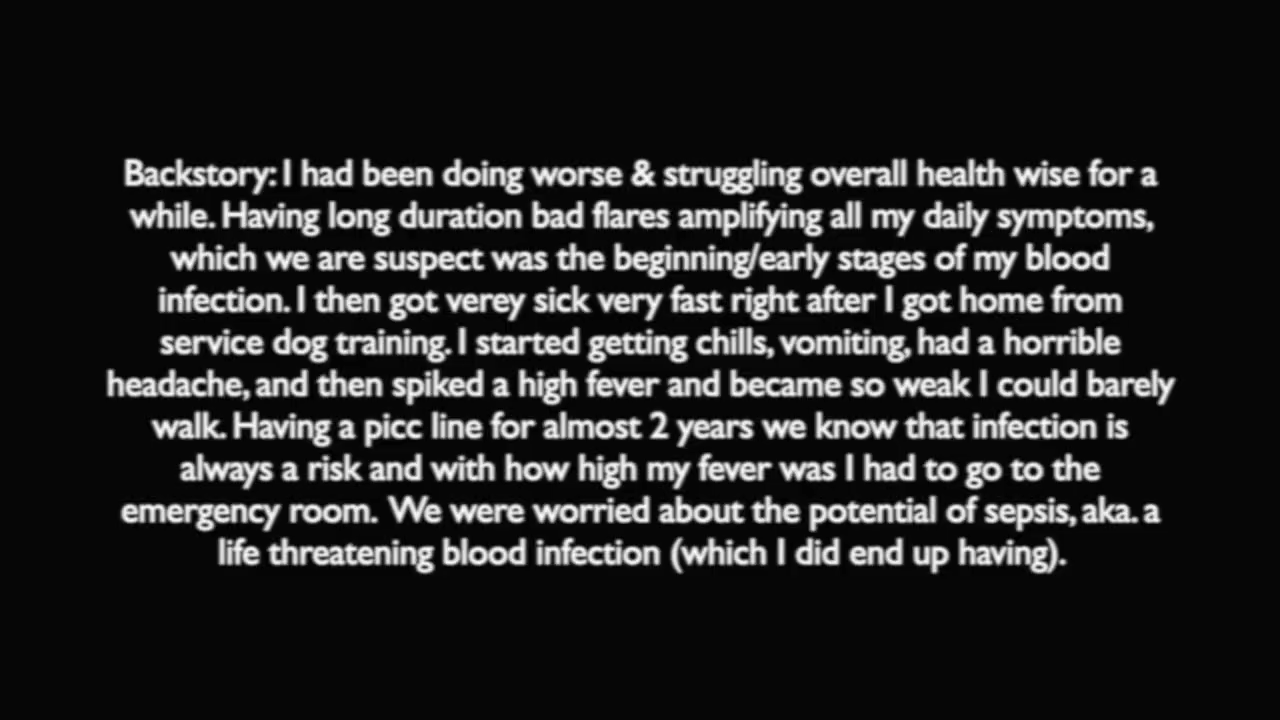 Backstory: I had been doing worse & struggling overall health wise for a
while. Having long duration bad flares amplifying all my daily symptoms,
which we are suspect was the beginning/early stages of my blood
infection. I then got verey sick very fast right after I got home from
service dog training. I started getting chills, vomiting, had a horrible
headache, and then spiked a high fever and became so weak I could barely
walk. Having a picc line for almost 2 years we know that infection is
always a risk and with how high my fever was I had to go to the
emergency room. We were worried about the potential of sepsis, aka. a
life threatening blood infection (which I did end up having).